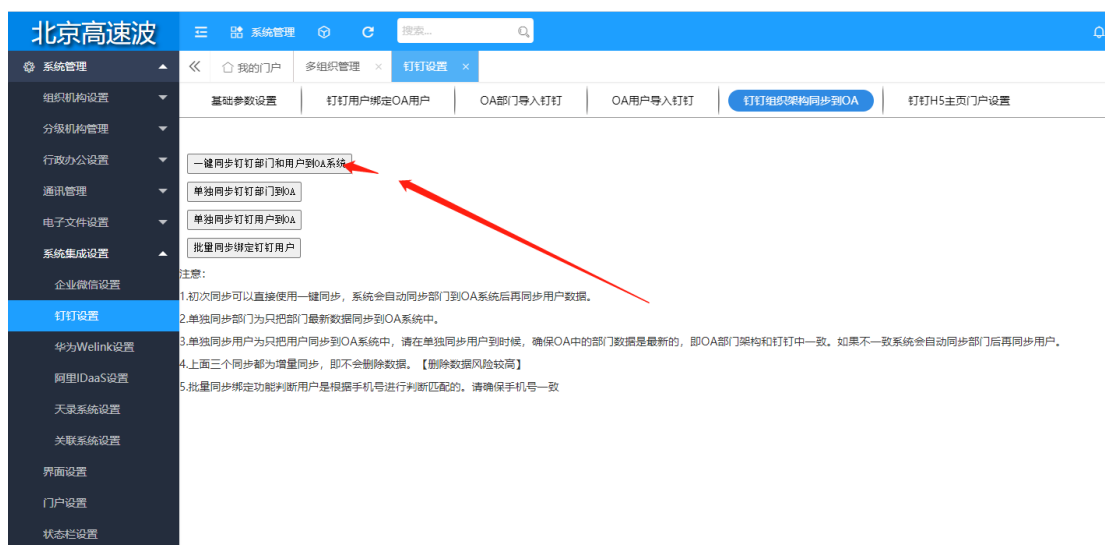 北京高速波
系统管理
搜索...
系统管理
我的门户
多组织管理 ×
钉钉设置 ×
组织机构设置
基础参数设置
钉钉用户绑定OA用户
OA部门导入钉钉
OA用户导入钉钉
钉钉组织架构同步到OA
钉钉H5主页门户设置
分级机构管理
行政办公设置
通讯管理
电子文件设置
系统集成设置
企业微信设置
钉钉设置
华为Welink设置
阿里IDaaS设置
天录系统设置
关联系统设置
界面设置
门户设置
状态栏设置
一键同步钉钉部门和用户到OA系统
单独同步钉钉部门到OA
单独同步钉钉用户到OA
批量同步绑定钉钉用户
注意：
1.初次同步可以直接使用一键同步，系统会自动同步部门到OA系统后再同步用户数据。
2.单独同步部门为只把部门最新数据同步到OA系统中。
3.单独同步用户为只把用户同步到OA系统中，请在单独同步用户到时候，确保OA中的部门数据是最新的，即OA部门架构和钉钉中一致。如果不一致系统会自动同步部门后再同步用户。
4.上面三个同步都为增量同步，即不会删除数据。【删除数据风险较高】
5.批量同步绑定功能判断用户是根据手机号进行判断匹配的。请确保手机号一致